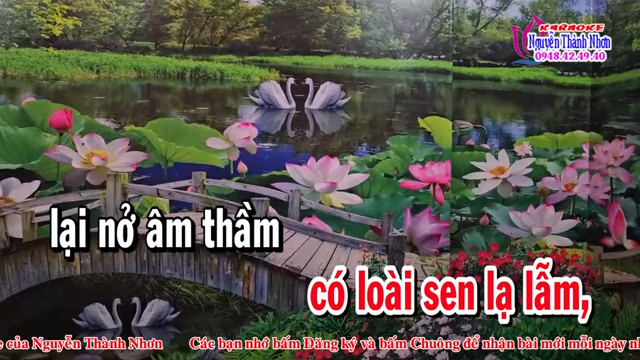 KARAOKE
Nguyễn Thành Nhơn
0948.42.49.40
lại nở âm thầm
có loài sen lạ lẫm,
của Nguyễn Thành Nhơn Các bạn nhớ bấm Đăng ký và bấm Chuông để nhận bài mới mỗi ngày